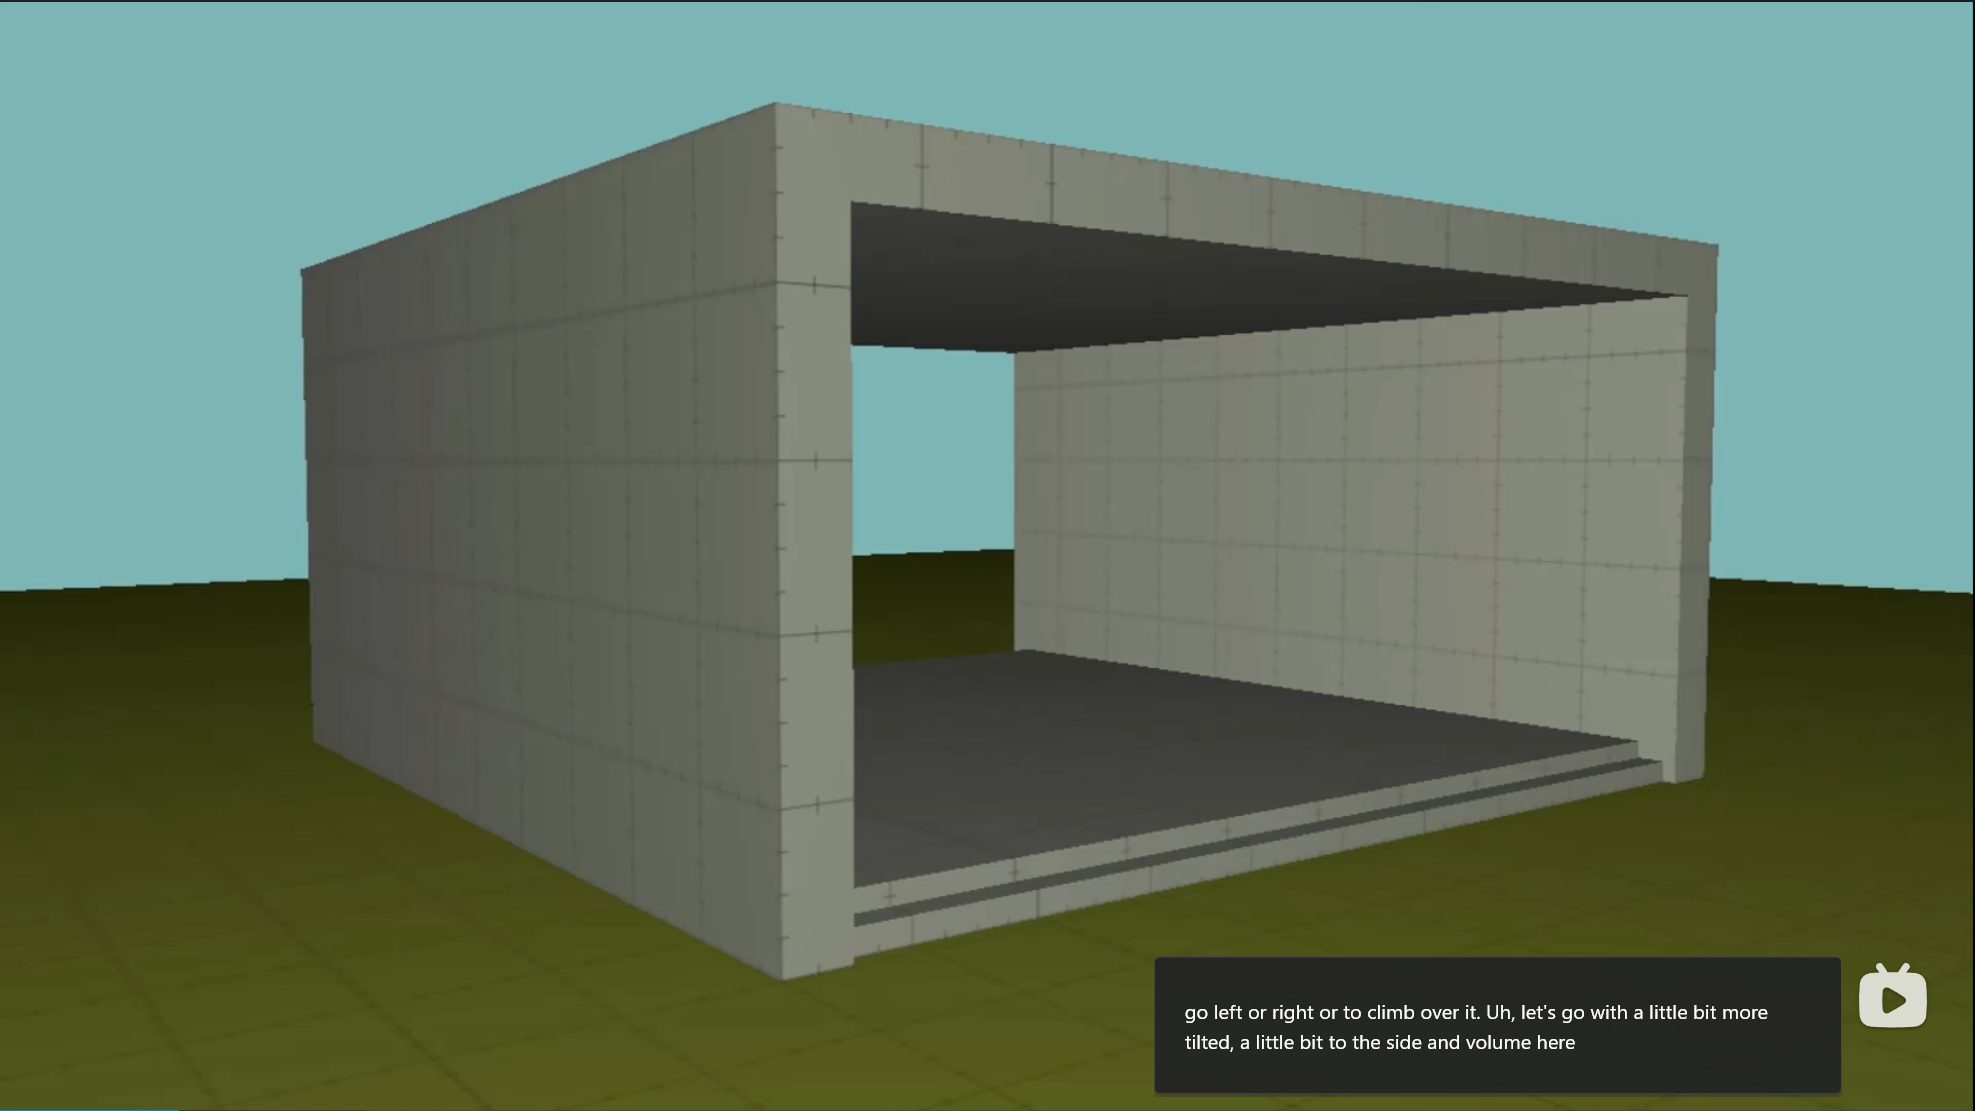 go left or right or to climb over it. Uh, let's go with a little bit more
tilted, a little bit to the side and volume here